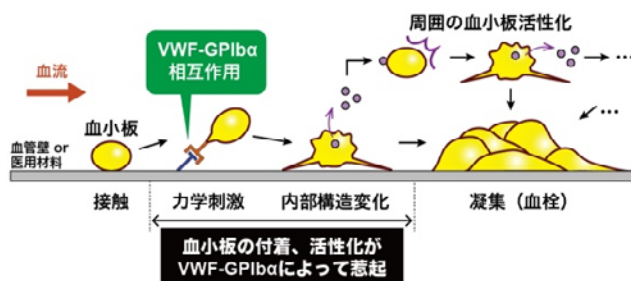 周囲の血小板活性化
VWF-GPIbα
相互作用
血流
血小板
血管壁 or
医用材料
接触
力学刺激
内部構造変化
凝集（血栓）
血小板の付着、活性化が
VWF-GPIbαによって惹起